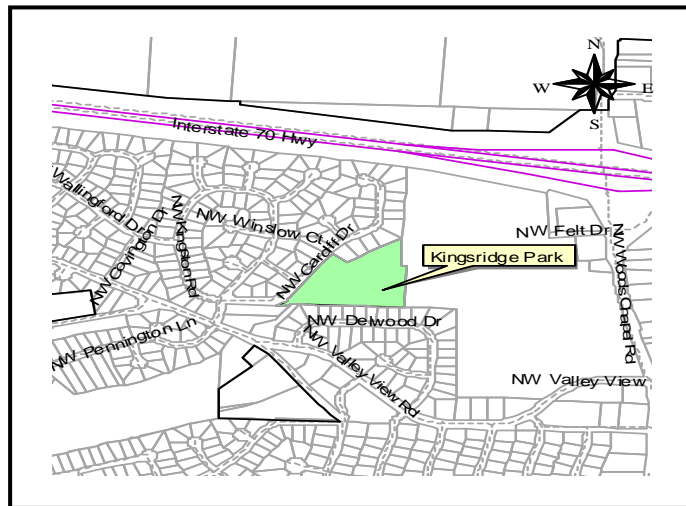 N
W E
S
Interstate 70 Hwy
Wallingford Dr
NW Covington Dr
NW Kingston Rd
NW Winslow Ct
NW Cardiff Dr
NW Felt Dr
NW Woods Chapel Rd
Kingsridge Park
NW Pennington Ln
NW Delwood Dr
NW Valley View Rd
NW Valley View